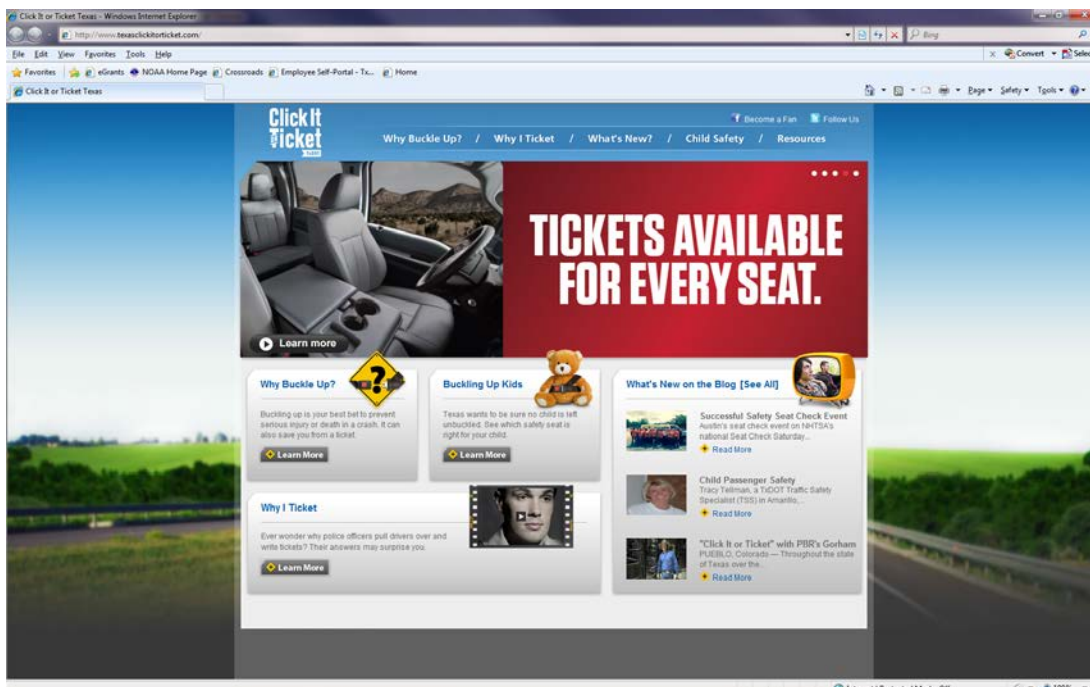 Click It or Ticket Texas - Windows Internet Explorer
http://www.texasclickitorticket.com/
Bing
File Edit View Favorites Tools Help
Convert
Favorites eGrants NOAA Home Page Crossroads Employee Self-Portal - Tx... Home
Click It or Ticket Texas
Page Safety Tools
Click It
Ticket
Become a Fan Follow Us
Why Buckle Up? / Why I Ticket / What's New? / Child Safety / Resources
TICKETS AVAILABLE
FOR EVERY SEAT.
Learn more
Why Buckle Up?
Buckling up is your best bet to prevent
serious injury or death in a crash. It can
also save you from a ticket.
Learn More
Buckling Up Kids
Texas wants to be sure no child is left
unbuckled. See which safety seat is
right for your child.
Learn More
Why I Ticket
Ever wonder why police officers pull drivers over and
write tickets? Their answers may surprise you.
Learn More
What's New on the Blog [See All]
Successful Safety Seat Check Event
Austin's seat check event on NHTSA's
national Seat Check Saturday...
Read More
Child Passenger Safety
Tracy Tellman, a TxDOT Traffic Safety
Specialist (TSS) in Amarillo,...
Read More
"Click It or Ticket" with PBR's Gorham
PUEBLO, Colorado — Throughout the state
of Texas over the..
Read More